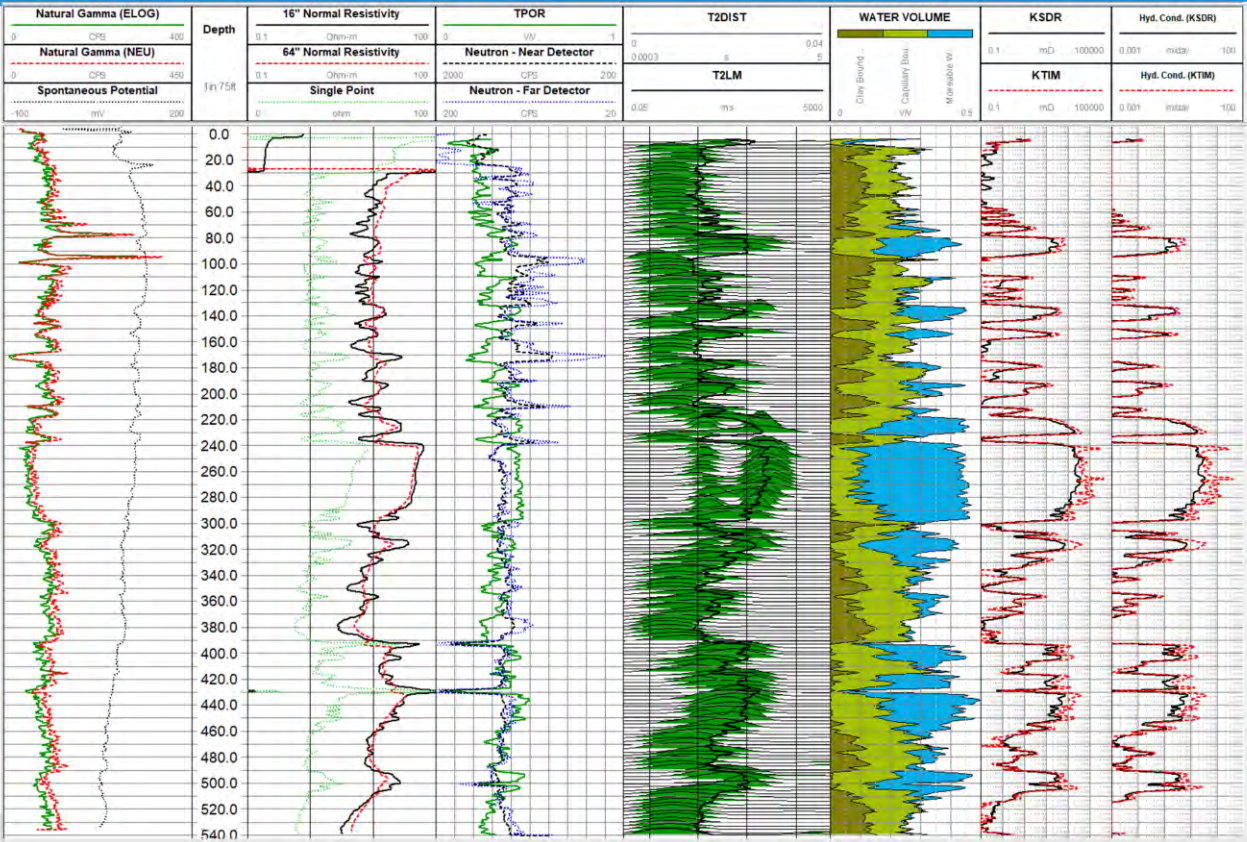 Natural Gamma (ELOG)
0 CPS 400
Natural Gamma (NEU)
0 CPS 450
Spontaneous Potential
-100 mV 200
Depth
1in:75ft
16" Normal Resistivity
0.1 Ohm-m 100
64" Normal Resistivity
0.1 Ohm-m 100
Single Point
0 ohm 100
TPOR
0 V/V 1
Neutron - Near Detector
2000 CPS 200
Neutron - Far Detector
200 CPS 20
T2DIST
0 0.04
0.0003 s 5
T2LM
0.05 ms 5000
WATER VOLUME
Clay Bound
Capillary Bou
Moveable W
0 V/V 0.5
KSDR
0.1 mD 100000
KTIM
0.1 mD 100000
Hyd. Cond. (KSDR)
0.001 m/day 100
Hyd. Cond. (KTIM)
0.001 m/day 100
0.0
20.0
40.0
60.0
80.0
100.0
120.0
140.0
160.0
180.0
200.0
220.0
240.0
260.0
280.0
300.0
320.0
340.0
360.0
380.0
400.0
420.0
440.0
460.0
480.0
500.0
520.0
540.0